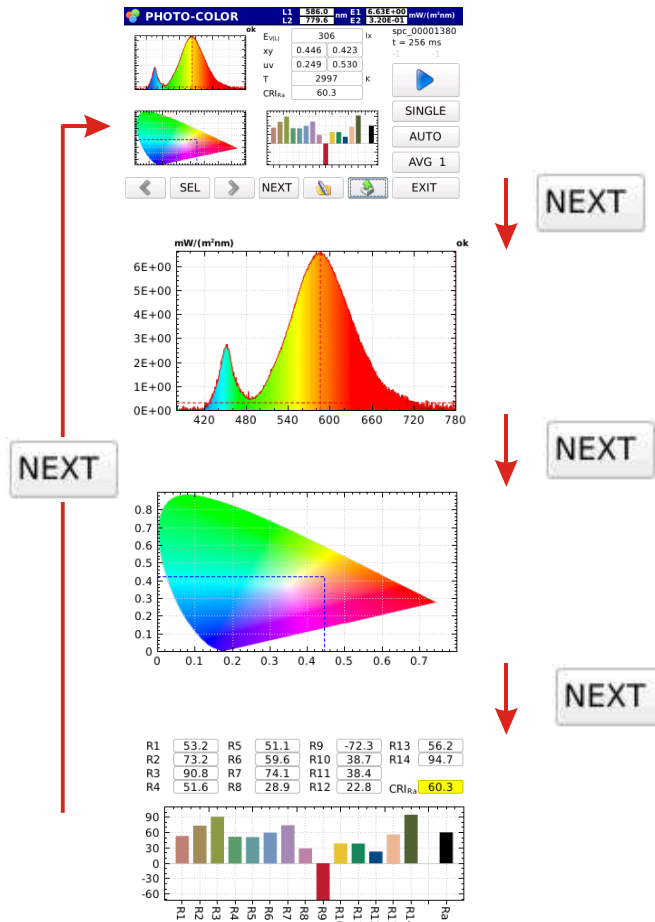 PHOTO-COLOR L1 586.0 nm E1 6.63E+00 mW/(m²nm)
L2 779.6 E2 3.20E-01
ok
EV(L) 306 lx
xy 0.446 0.423
uv 0.249 0.530
T 2997 K
CRIRa 60.3
spc_00001380
t = 256 ms
-1 -1
SINGLE
AUTO
AVG 1
SEL NEXT EXIT
NEXT
mW/(m²nm) ok
6E+00
5E+00
4E+00
3E+00
2E+00
1E+00
0E+00
420 480 540 600 660 720 780
NEXT
NEXT
0.8
0.7
0.6
0.5
0.4
0.3
0.2
0.1
0
0 0.1 0.2 0.3 0.4 0.5 0.6 0.7
NEXT
R1 53.2 R5 51.1 R9 -72.3 R13 56.2
R2 73.2 R6 59.6 R10 38.7 R14 94.7
R3 90.8 R7 74.1 R11 38.4
R4 51.6 R8 28.9 R12 22.8 CRIRa 60.3
90
60
30
0
-30
-60
R1 R2 R3 R4 R5 R6 R7 R8 R9 Ra